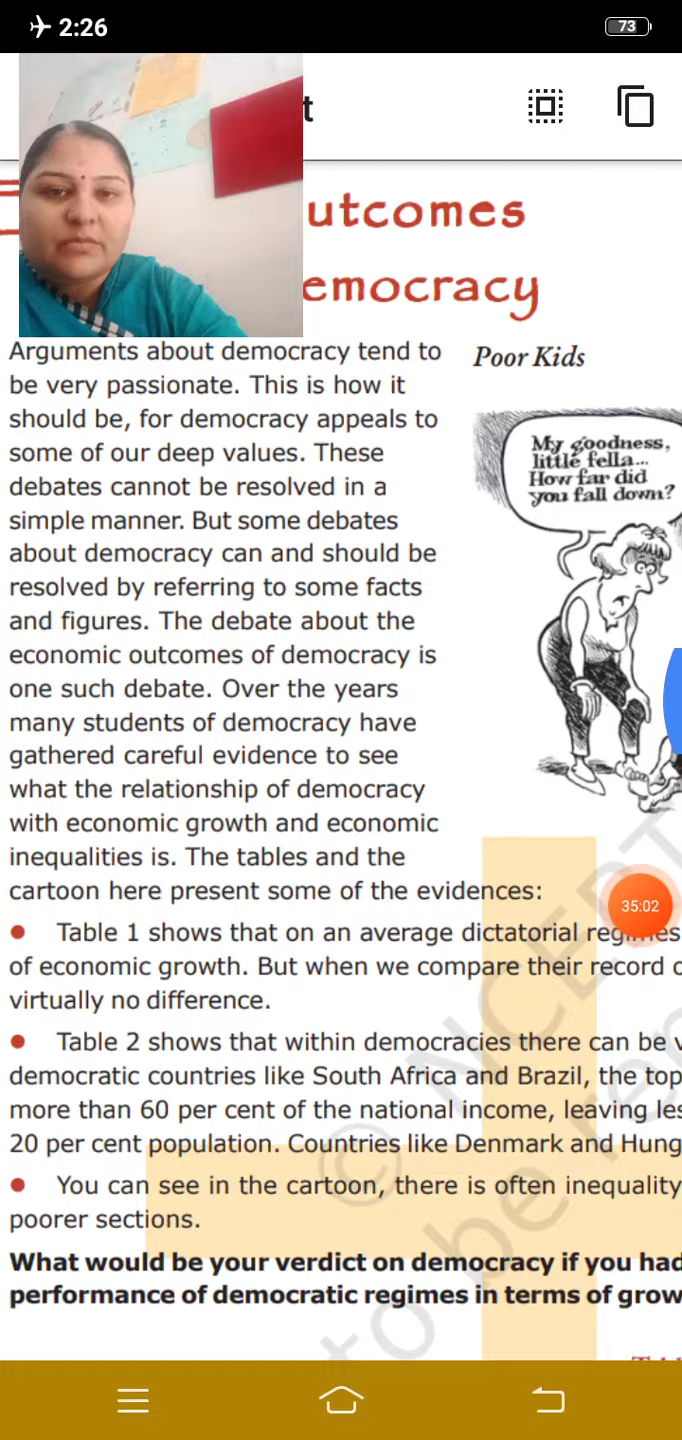 2:26
73
t
utcomes
emocracy
Arguments about democracy tend to
be very passionate. This is how it
should be, for democracy appeals to
some of our deep values. These
debates cannot be resolved in a
simple manner. But some debates
about democracy can and should be
resolved by referring to some facts
and figures. The debate about the
economic outcomes of democracy is
one such debate. Over the years
many students of democracy have
gathered careful evidence to see
what the relationship of democracy
with economic growth and economic
inequalities is. The tables and the
cartoon here present some of the evidences:
Poor Kids
My goodness,
little fella...
How far did
you fall down?
35:02
● Table 1 shows that on an average dictatorial regimes
of economic growth. But when we compare their record
virtually no difference.
● Table 2 shows that within democracies there can be
democratic countries like South Africa and Brazil, the top
more than 60 per cent of the national income, leaving les
20 per cent population. Countries like Denmark and Hung
● You can see in the cartoon, there is often inequality
poorer sections.
What would be your verdict on democracy if you had
performance of democratic regimes in terms of grow
© NCERT
to be re